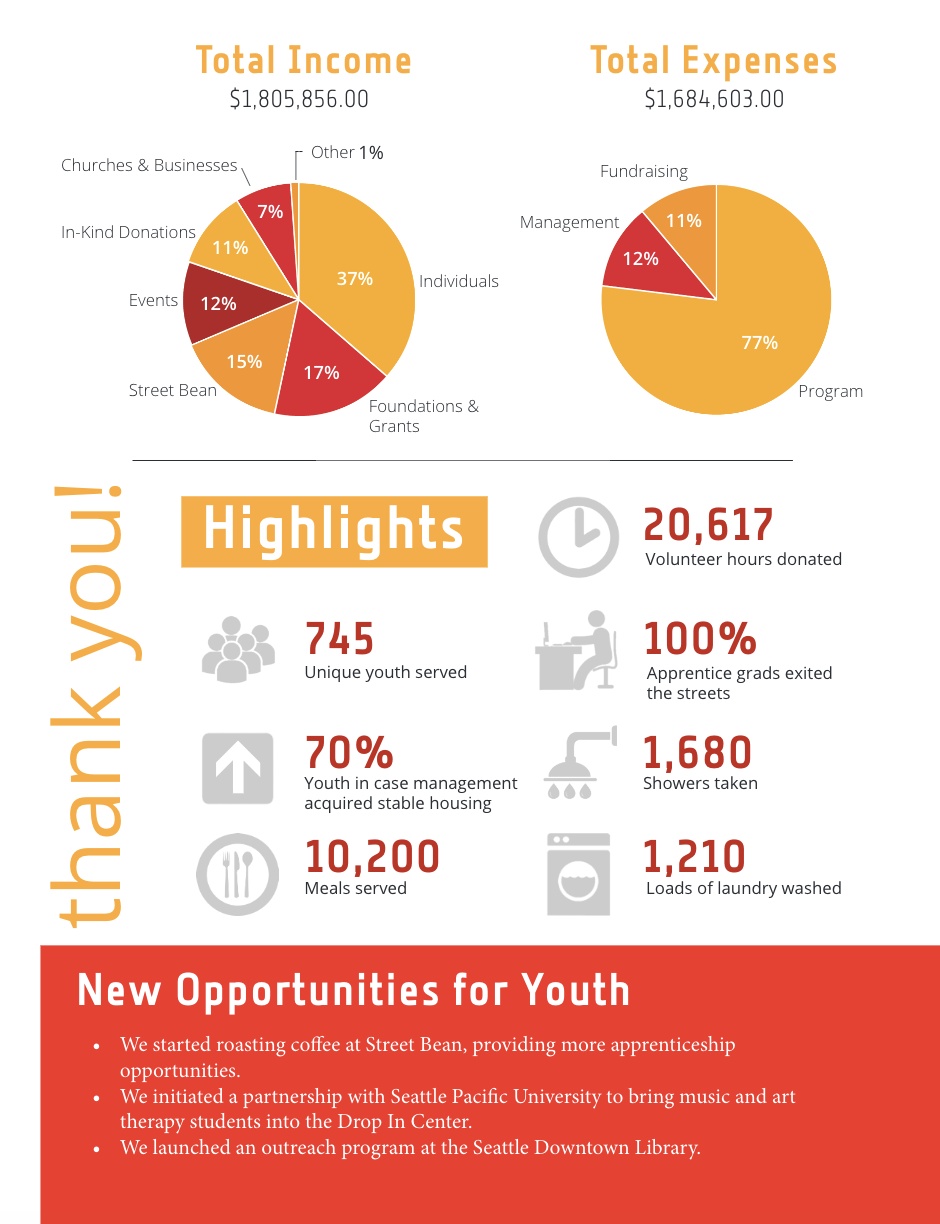 Total Income
$1,805,856.00
Other 1%
Churches & Businesses
7%
In-Kind Donations
11%
37%
Individuals
Events
12%
15%
17%
Street Bean
Foundations &
Grants
Total Expenses
$1,684,603.00
Fundraising
Management
11%
12%
77%
Program
thank you!
Highlights
20,617
Volunteer hours donated
745
Unique youth served
100%
Apprentice grads exited
the streets
70%
Youth in case management
acquired stable housing
1,680
Showers taken
10,200
Meals served
1,210
Loads of laundry washed
New Opportunities for Youth
• We started roasting coffee at Street Bean, providing more apprenticeship
opportunities.
• We initiated a partnership with Seattle Pacific University to bring music and art
therapy students into the Drop In Center.
• We launched an outreach program at the Seattle Downtown Library.